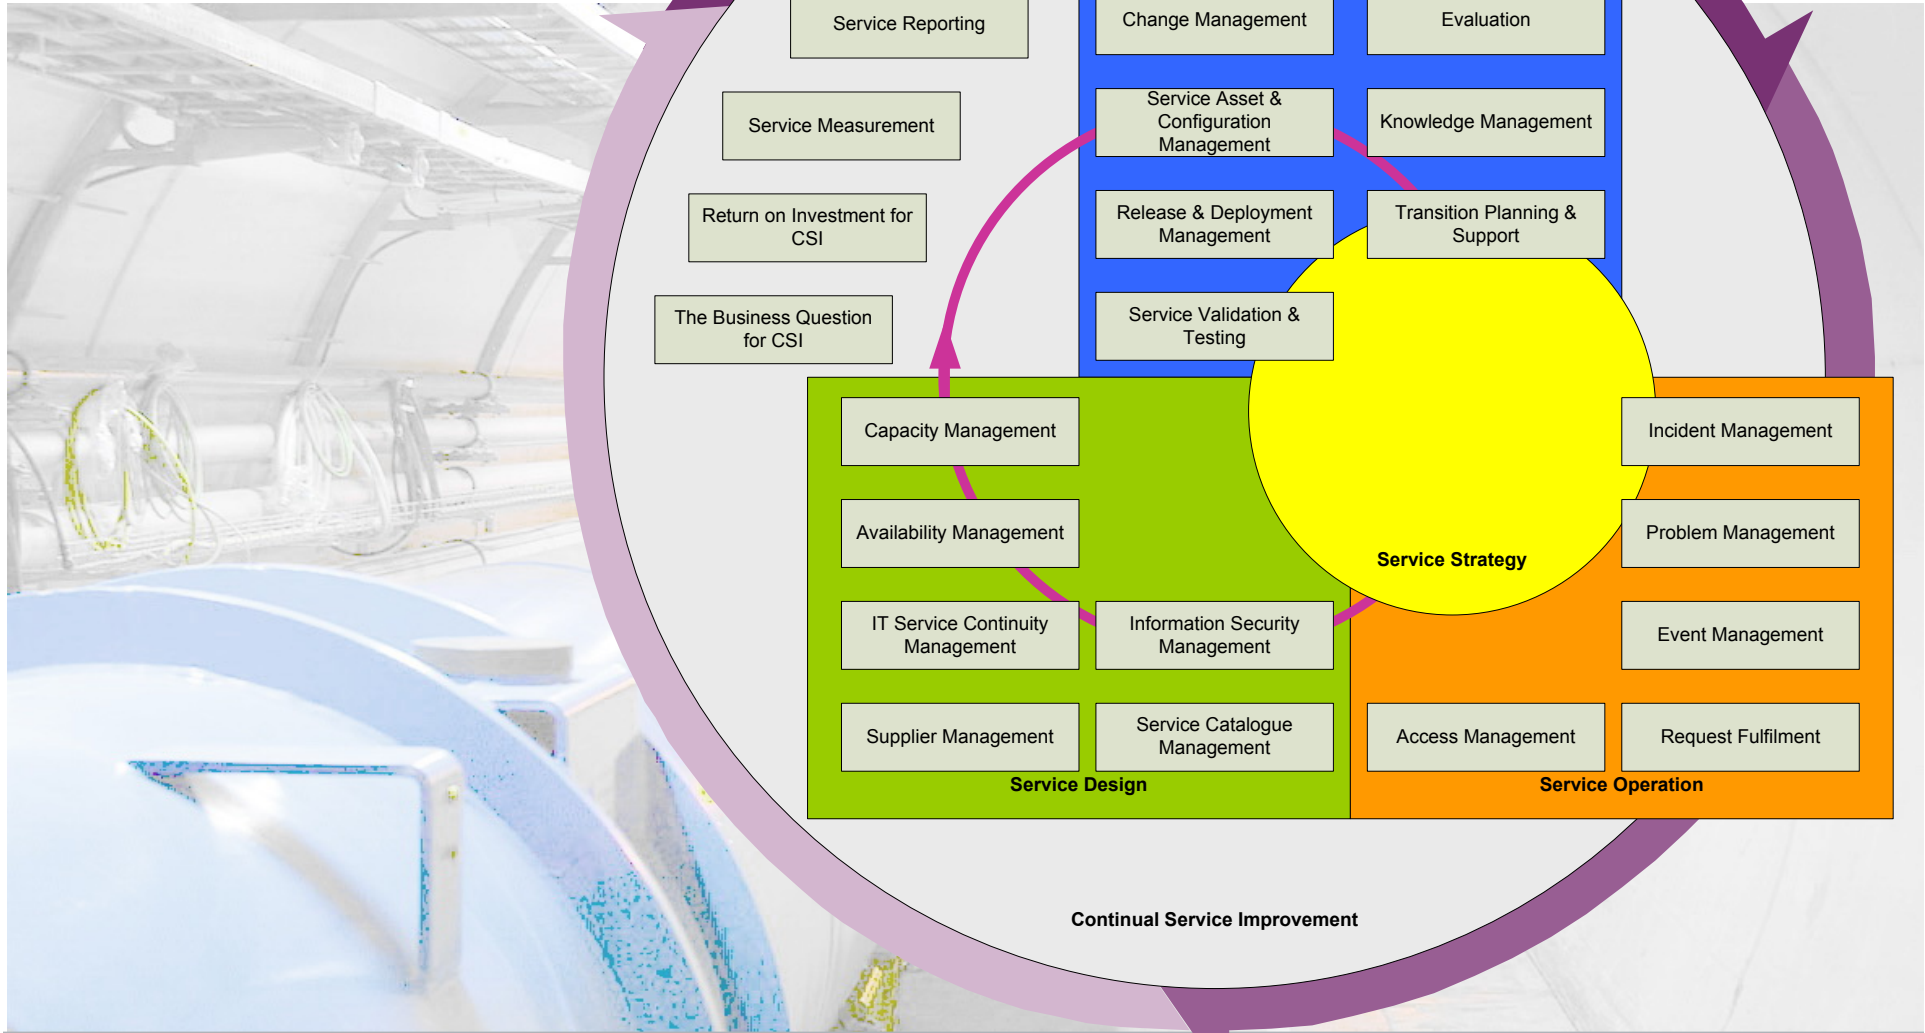 Service Reporting
Change Management
Evaluation
Service Measurement
Service Asset &
Configuration
Management
Knowledge Management
Return on Investment for
CSI
Release & Deployment
Management
Transition Planning &
Support
The Business Question
for CSI
Service Validation &
Testing
Capacity Management
Incident Management
Availability Management
Problem Management
Service Strategy
IT Service Continuity
Management
Information Security
Management
Event Management
Supplier Management
Service Catalogue
Management
Access Management
Request Fulfilment
Service Design
Service Operation
Continual Service Improvement